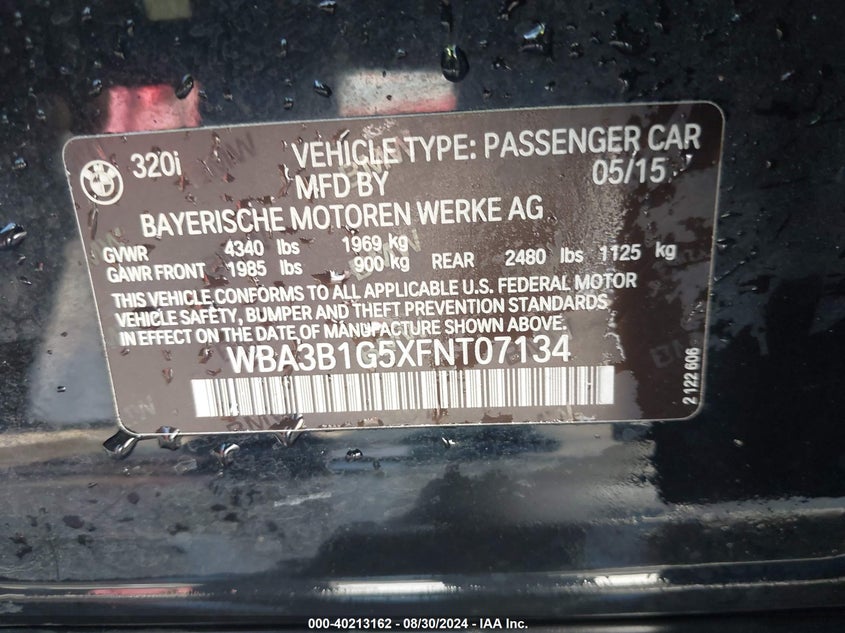 320i VEHICLE TYPE: PASSENGER CAR
MFD BY 05/15
BAYERISCHE MOTOREN WERKE AG
GVWR 4340 lbs 1969 kg
GAWR FRONT 1985 lbs 900 kg REAR 2480 lbs 1125 kg
THIS VEHICLE CONFORMS TO ALL APPLICABLE U.S. FEDERAL MOTOR
VEHICLE SAFETY, BUMPER AND THEFT PREVENTION STANDARDS
IN EFFECT ON THE DATE OF MANUFACTURE SHOWN ABOVE.
WBA3B1G5XFNT07134
2 122 606
000-40213162 - 08/30/2024 - IAA Inc.